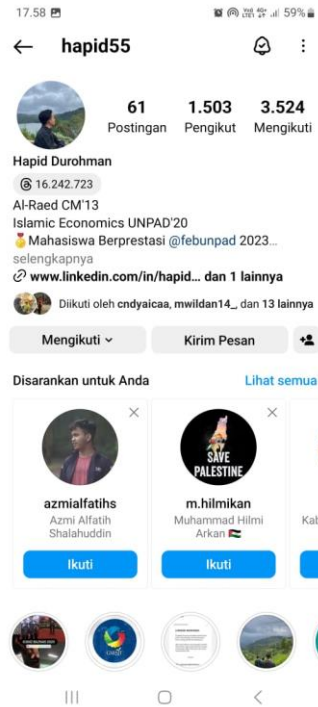 17.58 59%
hapid55
61 1.503 3.524
Postingan Pengikut Mengikuti
Hapid Durohman
16.242.723
Al-Raed CM'13
Islamic Economics UNPAD'20
🏅Mahasiswa Berprestasi @febunpad 2023...
selengkapnya
www.linkedin.com/in/hapid... dan 1 lainnya
Diikuti oleh cndyaicaa, mwildan14_, dan 13 lainnya
Mengikuti Kirim Pesan
Disarankan untuk Anda Lihat semua
SAVE
PALESTINE
azmialfatihs m.hilmikan
Azmi Alfatih Muhammad Hilmi Kab
Shalahuddin Arkan 🇵🇸
Ikuti Ikuti